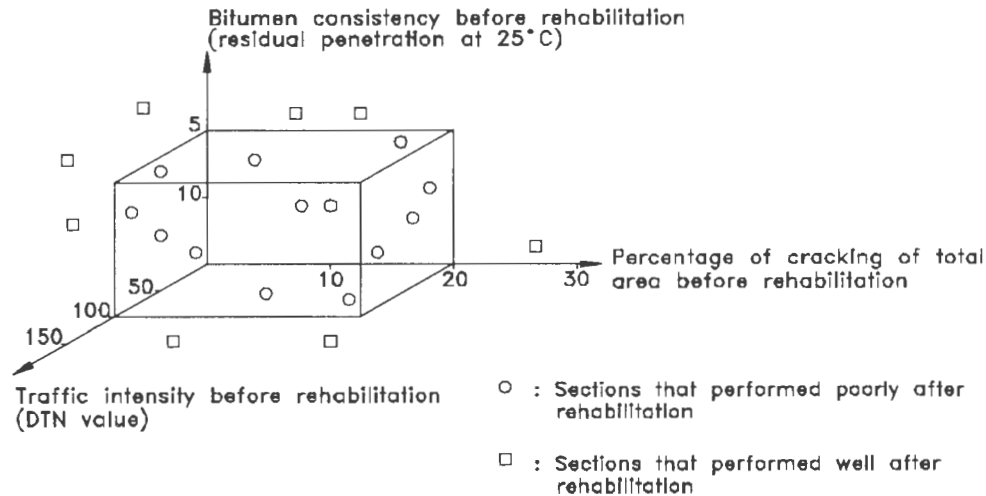 Bitumen consistency before rehabilitation
(residual penetration at 25°C)
5
10
Percentage of cracking of total
area before rehabilitation
10
20
30
50
100
150
Traffic intensity before rehabilitation
(DTN value)
: Sections that performed poorly after
rehabilitation
: Sections that performed well after
rehabilitation